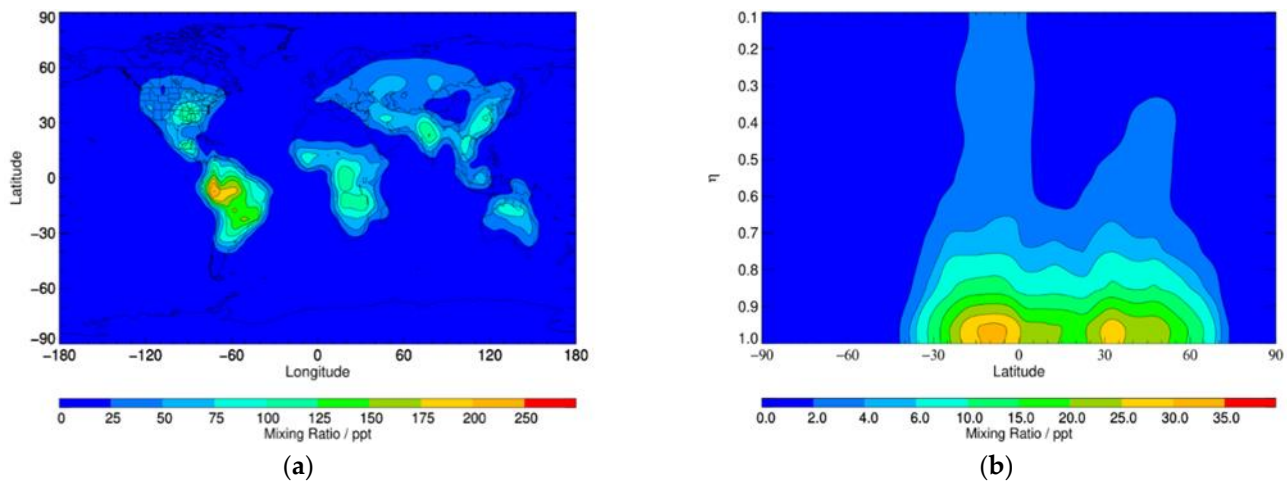 90
60
30
0
−30
−60
−90
Latitude
−180
−120
−60
0
60
120
180
Longitude
0 25 50 75 100 125 150 175 200 250
Mixing Ratio / ppt
(a)
0.1
0.2
0.3
0.4
0.5
0.6
0.7
0.8
0.9
1.0
η
−90 −60 −30 0 30 60 90
Latitude
0.0 2.0 4.0 6.0 10.0 15.0 20.0 25.0 30.0 35.0
Mixing Ratio / ppt
(b)